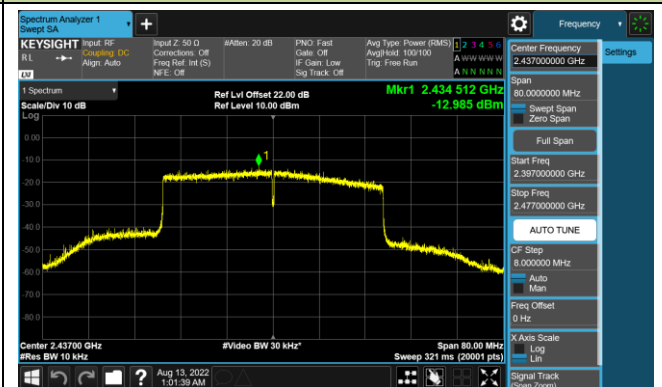 Spectrum Analyzer 1
Swept SA
+
Frequency
KEYSIGHT
RL
Input: RF
Coupling: DC
Align: Auto
Input Z: 50 Ω
Corrections: Off
Freq Ref: Int (S)
NFE: Off
#Atten: 20 dB
PNO: Fast
Gate: Off
IF Gain: Low
Sig Track: Off
Avg Type: Power (RMS)
Avg|Hold: 100/100
Trig: Free Run
1 2 3 4 5 6
A W W W W W
A N N N N N
LXI
1 Spectrum
Scale/Div 10 dB
Log
Ref Lvl Offset 22.00 dB
Ref Level 10.00 dBm
Mkr1 2.434 512 GHz
-12.985 dBm
0.00
-10.0
-20.0
-30.0
-40.0
-50.0
-60.0
-70.0
-80.0
1
Center 2.43700 GHz
#Res BW 10 kHz
#Video BW 30 kHz*
Span 80.00 MHz
Sweep 321 ms (20001 pts)
Aug 13, 2022
1:01:39 AM
?
Center Frequency
2.437000000 GHz
Settings
Span
80.0000000 MHz
Swept Span
Zero Span
Full Span
Start Freq
2.397000000 GHz
Stop Freq
2.477000000 GHz
AUTO TUNE
CF Step
8.000000 MHz
Auto
Man
Freq Offset
0 Hz
X Axis Scale
Log
Lin
Signal Track
(Span Zoom)